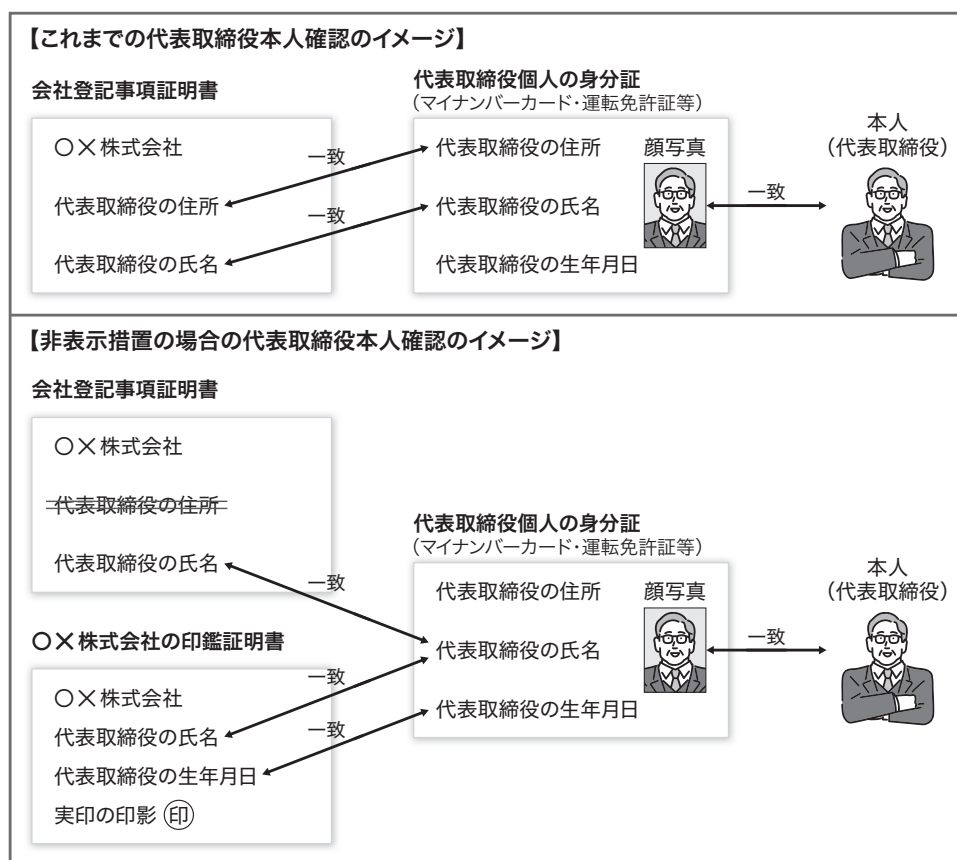 【これまでの代表取締役本人確認のイメージ】
会社登記事項証明書
〇×株式会社
代表取締役の住所
代表取締役の氏名
一致
一致
代表取締役個人の身分証
（マイナンバーカード・運転免許証等）
代表取締役の住所
顔写真
代表取締役の氏名
代表取締役の生年月日
一致
本人
（代表取締役）
【非表示措置の場合の代表取締役本人確認のイメージ】
会社登記事項証明書
〇×株式会社
代表取締役の住所
代表取締役の氏名
一致
〇×株式会社の印鑑証明書
〇×株式会社
代表取締役の氏名
代表取締役の生年月日
実印の印影 印
一致
一致
代表取締役個人の身分証
（マイナンバーカード・運転免許証等）
代表取締役の住所
顔写真
代表取締役の氏名
代表取締役の生年月日
一致
本人
（代表取締役）